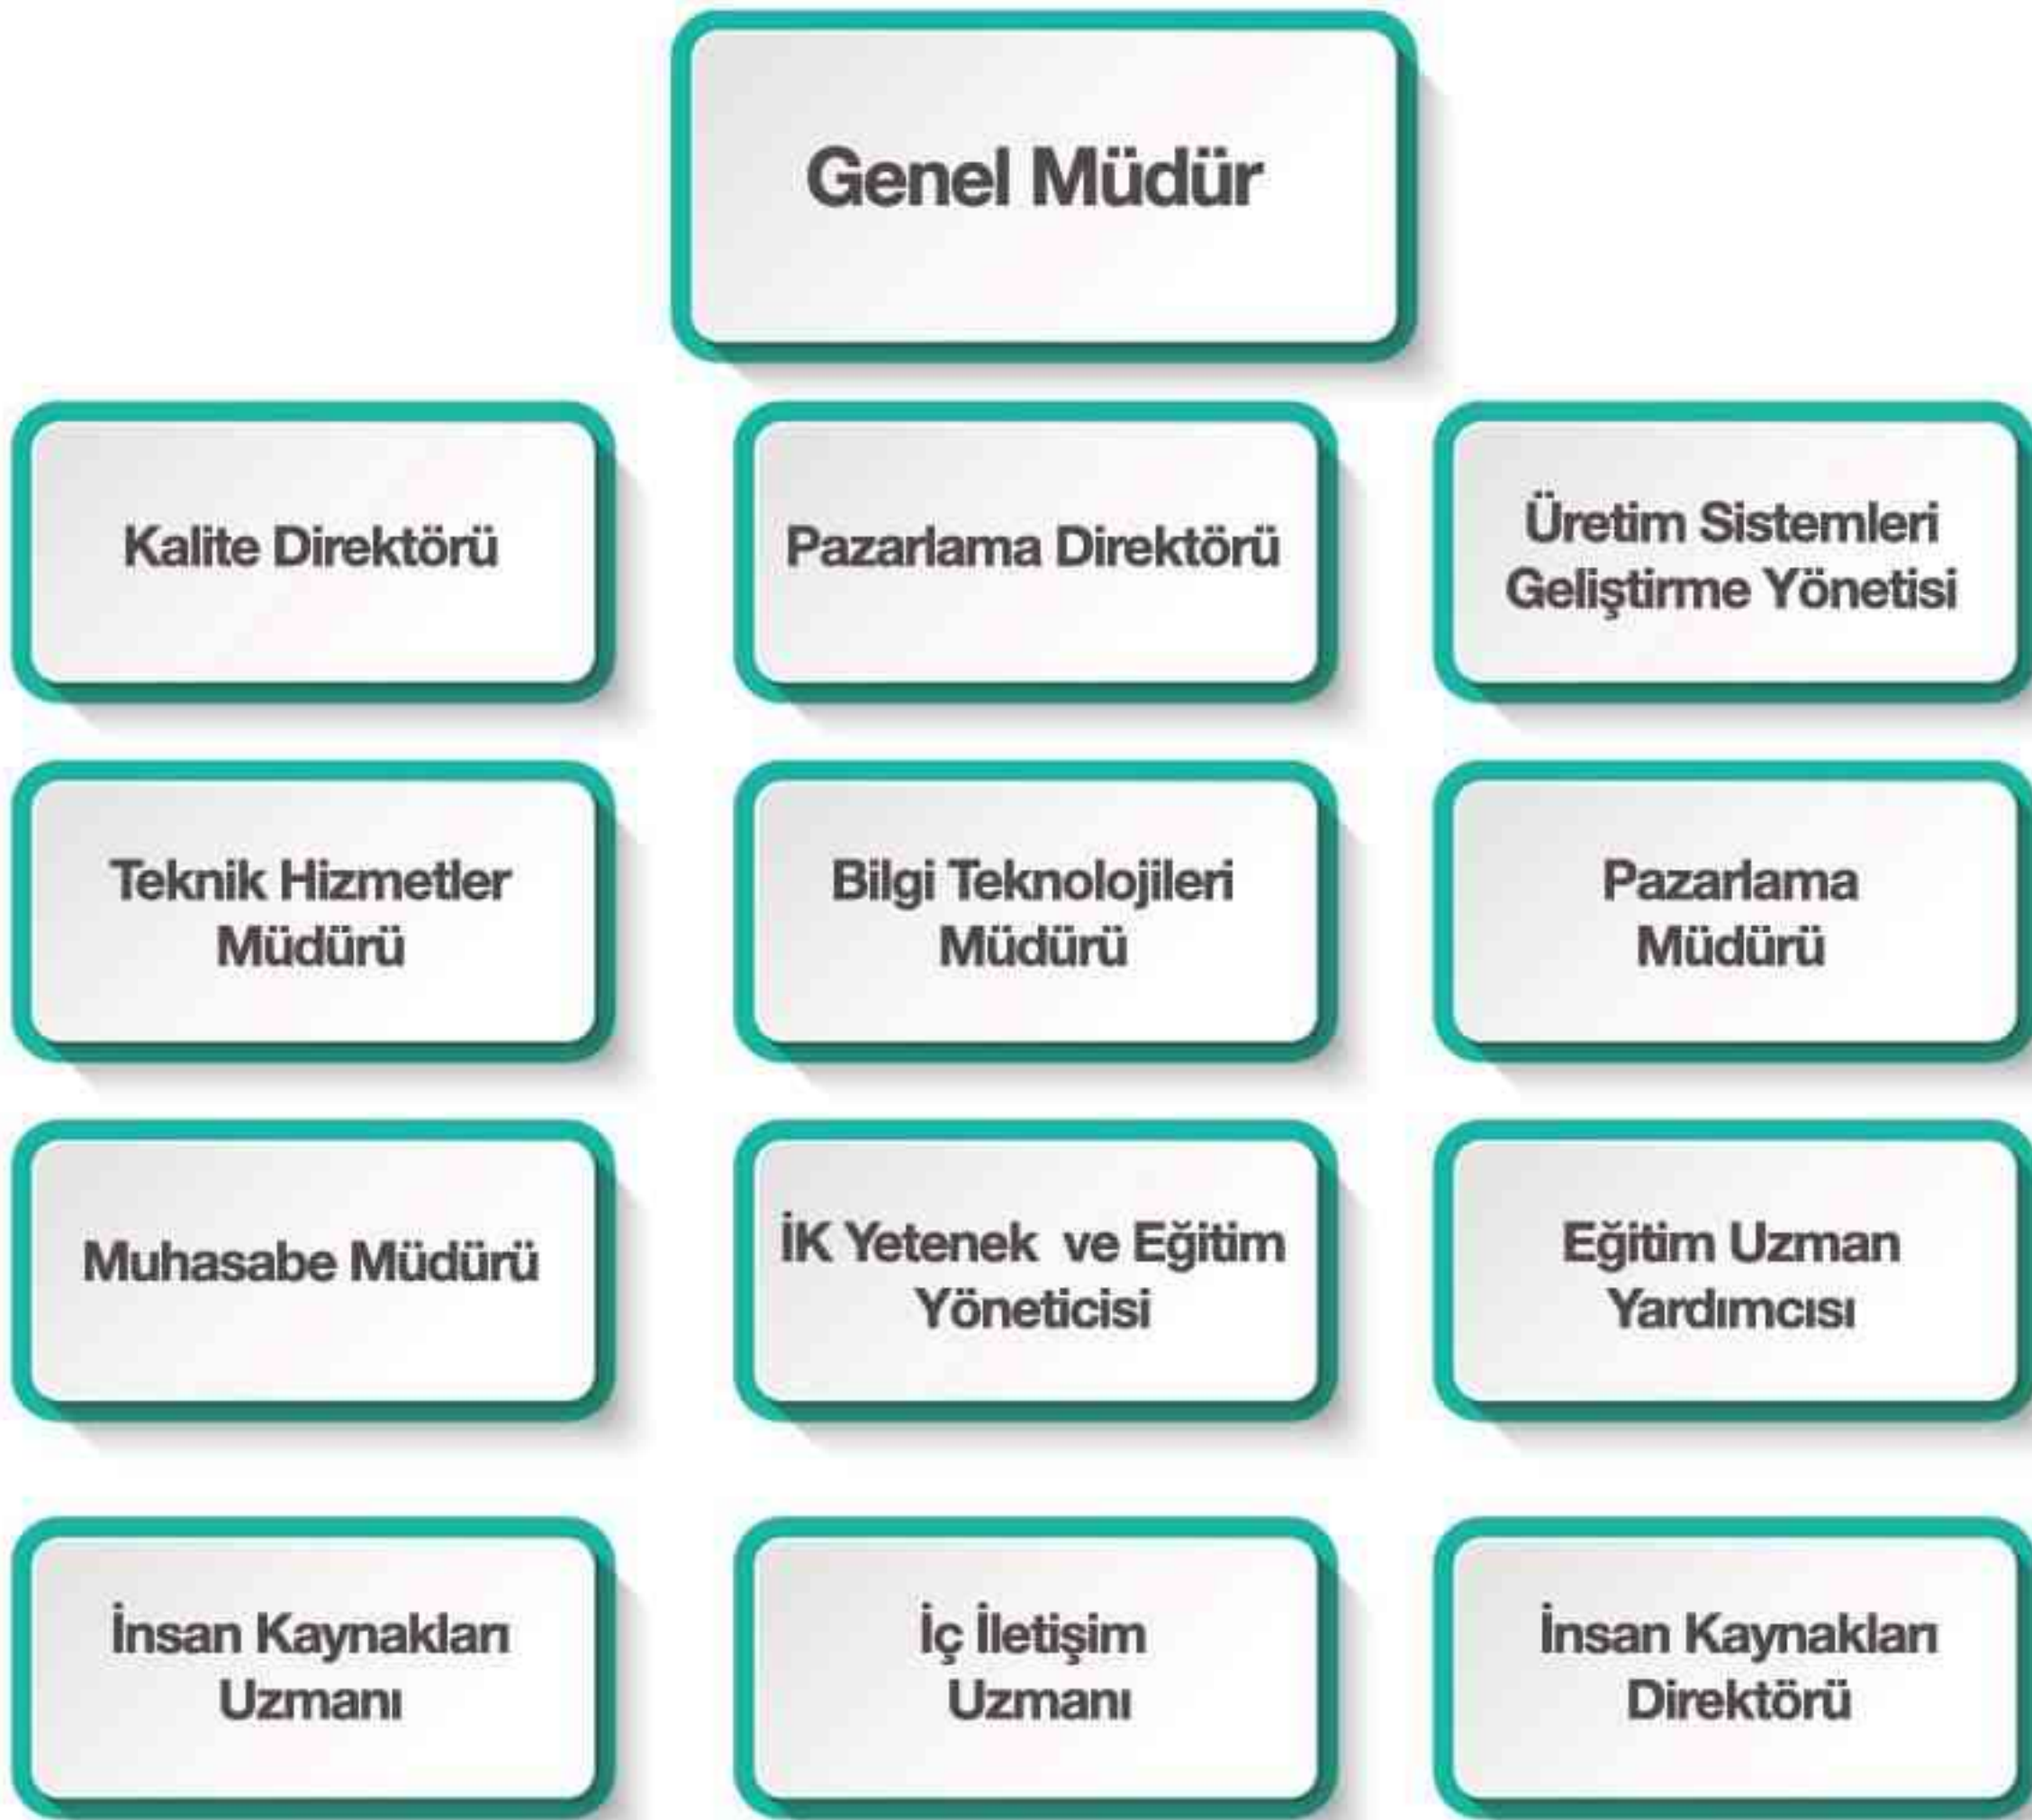 Genel Müdür
Kalite Direktörü
Pazarlama Direktörü
Üretim Sistemleri
Geliştirme Yönetisi
Teknik Hizmetler
Müdürü
Bilgi Teknolojileri
Müdürü
Pazarlama
Müdürü
Muhasabe Müdürü
İK Yetenek ve Eğitim
Yöneticisi
Eğitim Uzman
Yardımcısı
İnsan Kaynakları
Uzmanı
İç İletişim
Uzmanı
İnsan Kaynakları
Direktörü